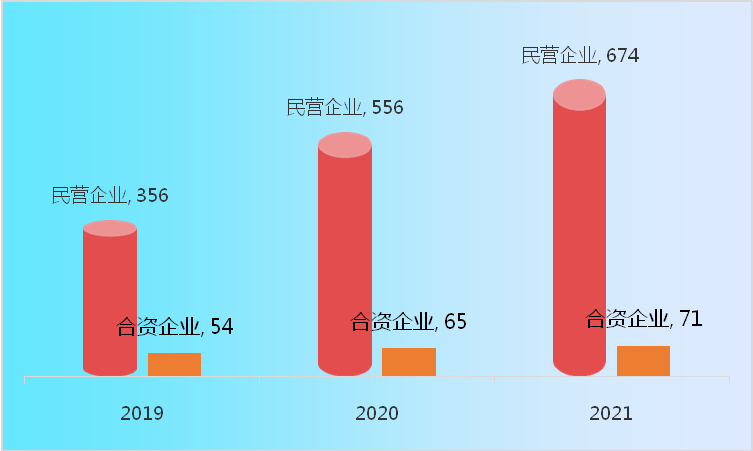 民营企业, 674
民营企业, 556
民营企业, 356
合资企业, 54
合资企业, 65
合资企业, 71
2019
2020
2021